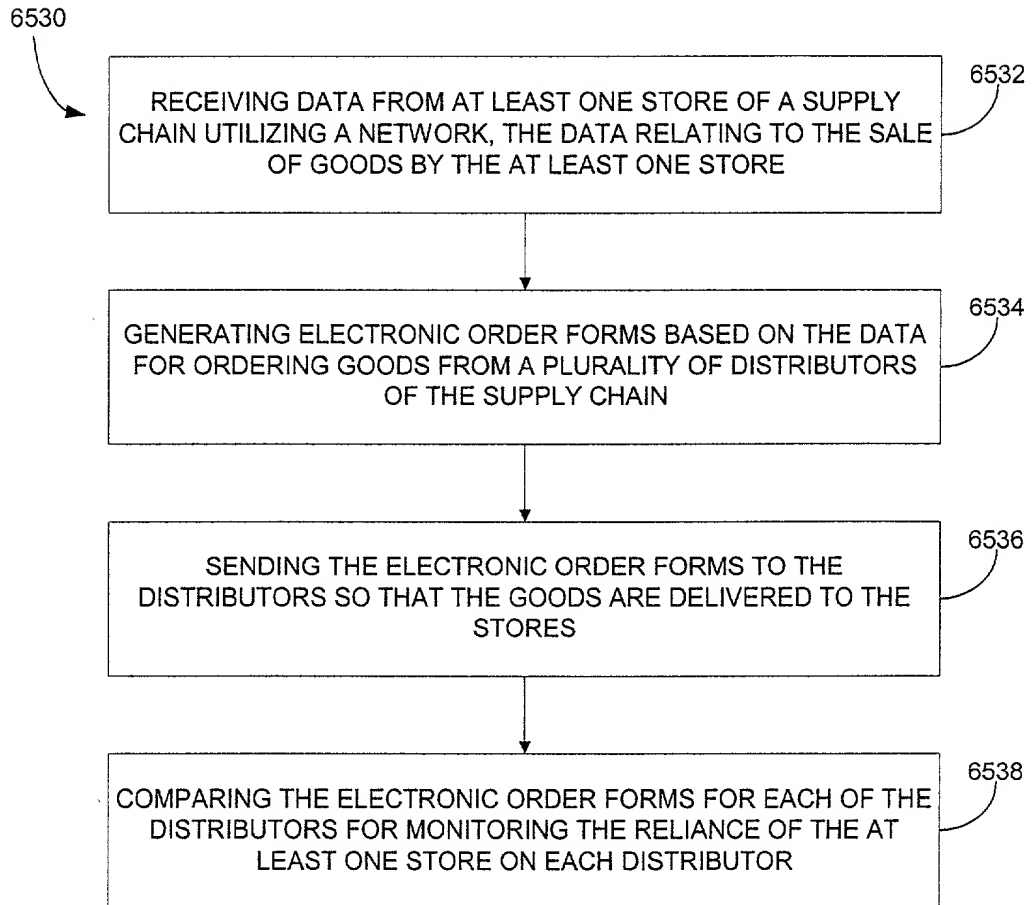 6530
RECEIVING DATA FROM AT LEAST ONE STORE OF A SUPPLY
CHAIN UTILIZING A NETWORK, THE DATA RELATING TO THE SALE
OF GOODS BY THE AT LEAST ONE STORE
6532
GENERATING ELECTRONIC ORDER FORMS BASED ON THE DATA
FOR ORDERING GOODS FROM A PLURALITY OF DISTRIBUTORS
OF THE SUPPLY CHAIN
6534
SENDING THE ELECTRONIC ORDER FORMS TO THE
DISTRIBUTORS SO THAT THE GOODS ARE DELIVERED TO THE
STORES
6536
COMPARING THE ELECTRONIC ORDER FORMS FOR EACH OF THE
DISTRIBUTORS FOR MONITORING THE RELIANCE OF THE AT
LEAST ONE STORE ON EACH DISTRIBUTOR
6538